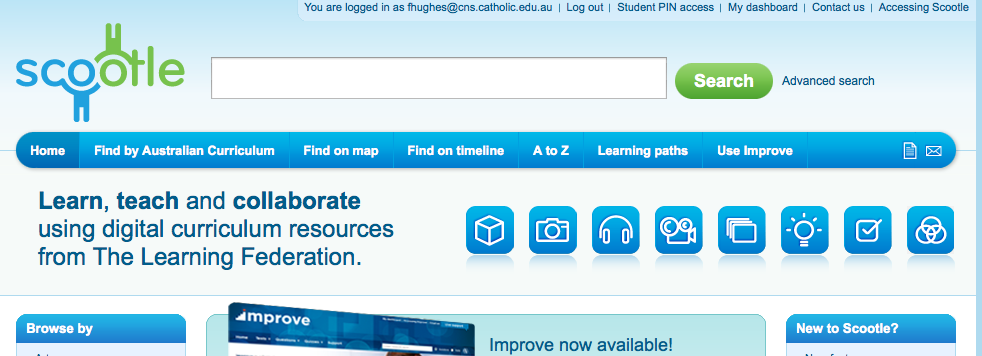 You are logged in as fhughes@cns.catholic.edu.au | Log out | Student PIN access | My dashboard | Contact us | Accessing Scootle
scootle
Search
Advanced search
Home
Find by Australian Curriculum
Find on map
Find on timeline
A to Z
Learning paths
Use Improve
Learn, teach and collaborate
using digital curriculum resources
from The Learning Federation.
Browse by
improve
Improve now available!
New to Scootle?